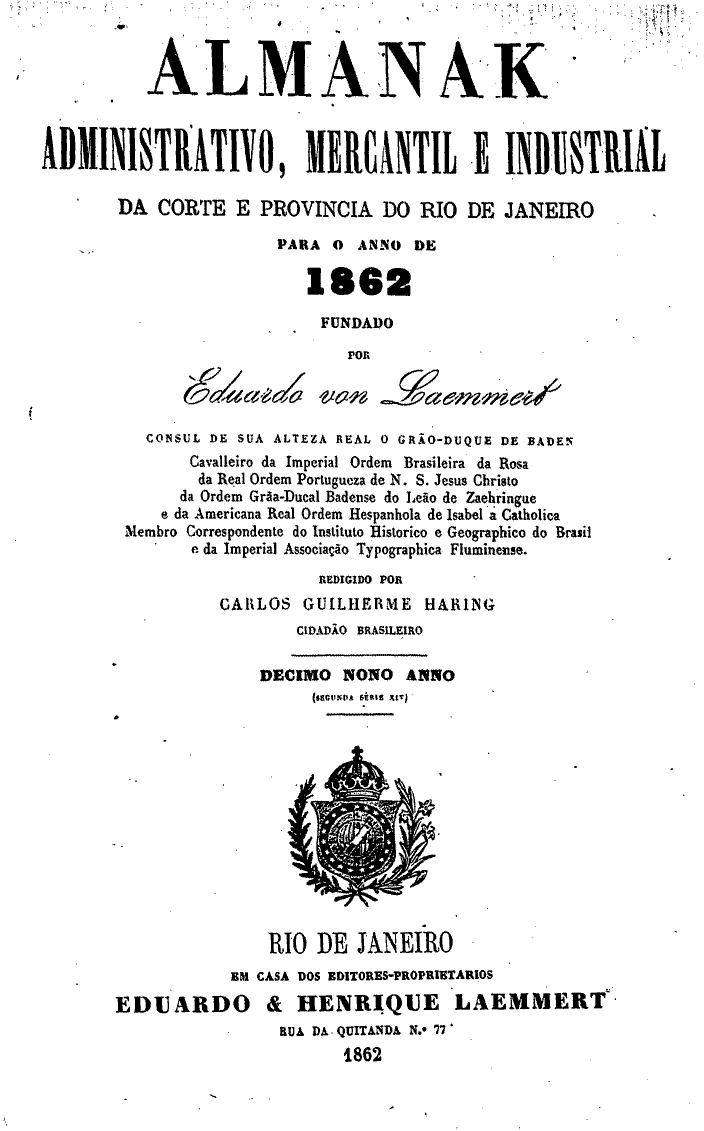 ALMANAK
ADMINISTRATIVO, MERCANTIL E INDUSTRIAL
DA CORTE E PROVINCIA DO RIO DE JANEIRO
PARA O ANNO DE
1862
FUNDADO
POR
Eduardo von Laemmert
CONSUL DE SUA ALTEZA REAL O GRÃO-DUQUE DE BADEN
Cavalleiro da Imperial Ordem Brasileira da Rosa
da Real Ordem Portugueza de N. S. Jesus Christo
da Ordem Grãa-Ducal Badense do Leão de Zaehringue
e da Americana Real Ordem Hespanhola de Isabel a Catholica
Membro Correspondente do Instituto Historico e Geographico do Brasil
e da Imperial Associação Typographica Fluminense.
REDIGIDO POR
CARLOS GUILHERME HARING
CIDADÃO BRASILEIRO
DECIMO NONO ANNO
(SEGUNDA SÉRIE XIV)
RIO DE JANEIRO
EM CASA DOS EDITORES-PROPRIETARIOS
EDUARDO & HENRIQUE LAEMMERT
RUA DA QUITANDA N.º 77
1862